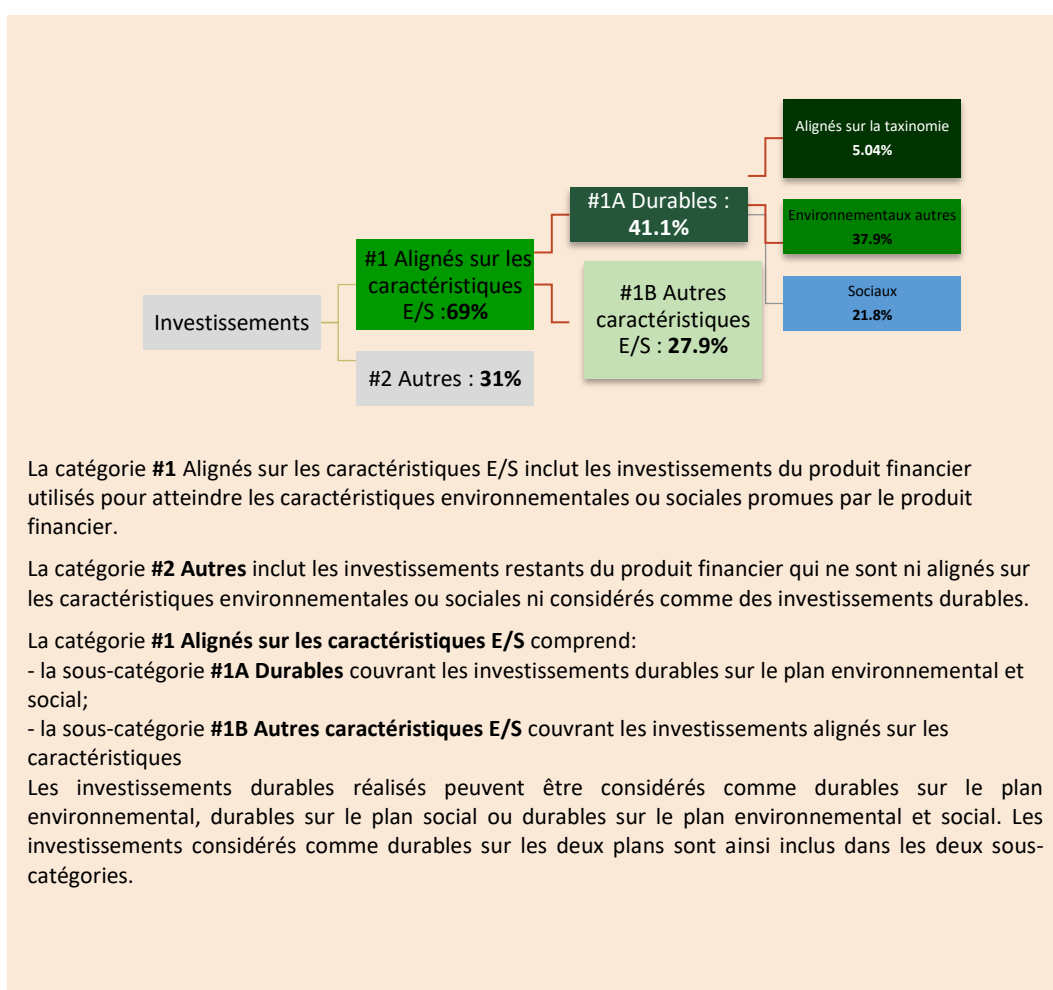 Alignés sur la taxinomie
5.04%
#1A Durables :
41.1%
Environnementaux autres
37.9%
#1 Alignés sur les
caractéristiques
E/S :69%
#1B Autres
caractéristiques
E/S : 27.9%
Sociaux
21.8%
Investissements
#2 Autres : 31%
La catégorie #1 Alignés sur les caractéristiques E/S inclut les investissements du produit financier
utilisés pour atteindre les caractéristiques environnementales ou sociales promues par le produit
financier.
La catégorie #2 Autres inclut les investissements restants du produit financier qui ne sont ni alignés sur
les caractéristiques environnementales ou sociales ni considérés comme des investissements durables.
La catégorie #1 Alignés sur les caractéristiques E/S comprend:
- la sous-catégorie #1A Durables couvrant les investissements durables sur le plan environnemental et
social;
- la sous-catégorie #1B Autres caractéristiques E/S couvrant les investissements alignés sur les
caractéristiques
Les investissements durables réalisés peuvent être considérés comme durables sur le plan
environnemental, durables sur le plan social ou durables sur le plan environnemental et social. Les
investissements considérés comme durables sur les deux plans sont ainsi inclus dans les deux sous-
catégories.